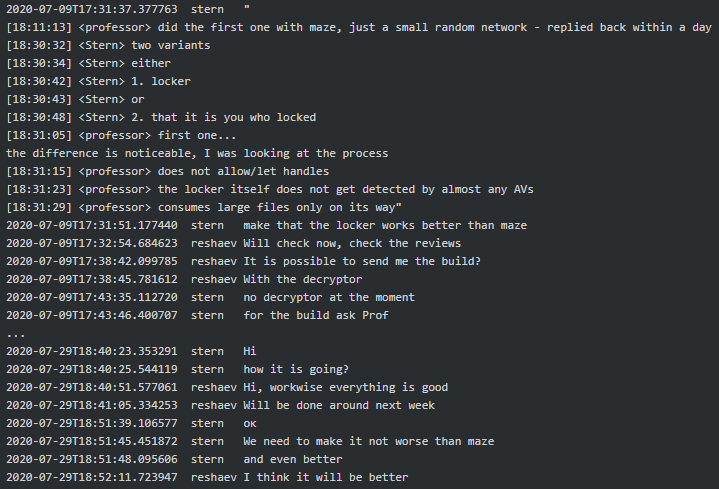 2020-07-09T17:31:37.377763 stern "
[18:11:13] <professor> did the first one with maze, just a small random network - replied back within a day
[18:30:32] <Stern> two variants
[18:30:34] <Stern> either
[18:30:42] <Stern> 1. locker
[18:30:43] <Stern> or
[18:30:48] <Stern> 2. that it is you who locked
[18:31:05] <professor> first one...
the difference is noticeable, I was looking at the process
[18:31:15] <professor> does not allow/let handles
[18:31:23] <professor> the locker itself does not get detected by almost any AVs
[18:31:29] <professor> consumes large files only on its way"
2020-07-09T17:31:51.177440 stern make that the locker works better than maze
2020-07-09T17:32:54.684623 reshaev Will check now, check the reviews
2020-07-09T17:38:42.099785 reshaev It is possible to send me the build?
2020-07-09T17:38:45.781612 reshaev With the decryptor
2020-07-09T17:43:35.112720 stern no decryptor at the moment
2020-07-09T17:43:46.400707 stern for the build ask Prof
...
2020-07-29T18:40:23.353291 stern Hi
2020-07-29T18:40:25.544119 stern how it is going?
2020-07-29T18:40:51.577061 reshaev Hi, workwise everything is good
2020-07-29T18:41:05.334253 reshaev Will be done around next week
2020-07-29T18:51:39.106577 stern ок
2020-07-29T18:51:45.451872 stern We need to make it not worse than maze
2020-07-29T18:51:48.095606 stern and even better
2020-07-29T18:52:11.723947 reshaev I think it will be better